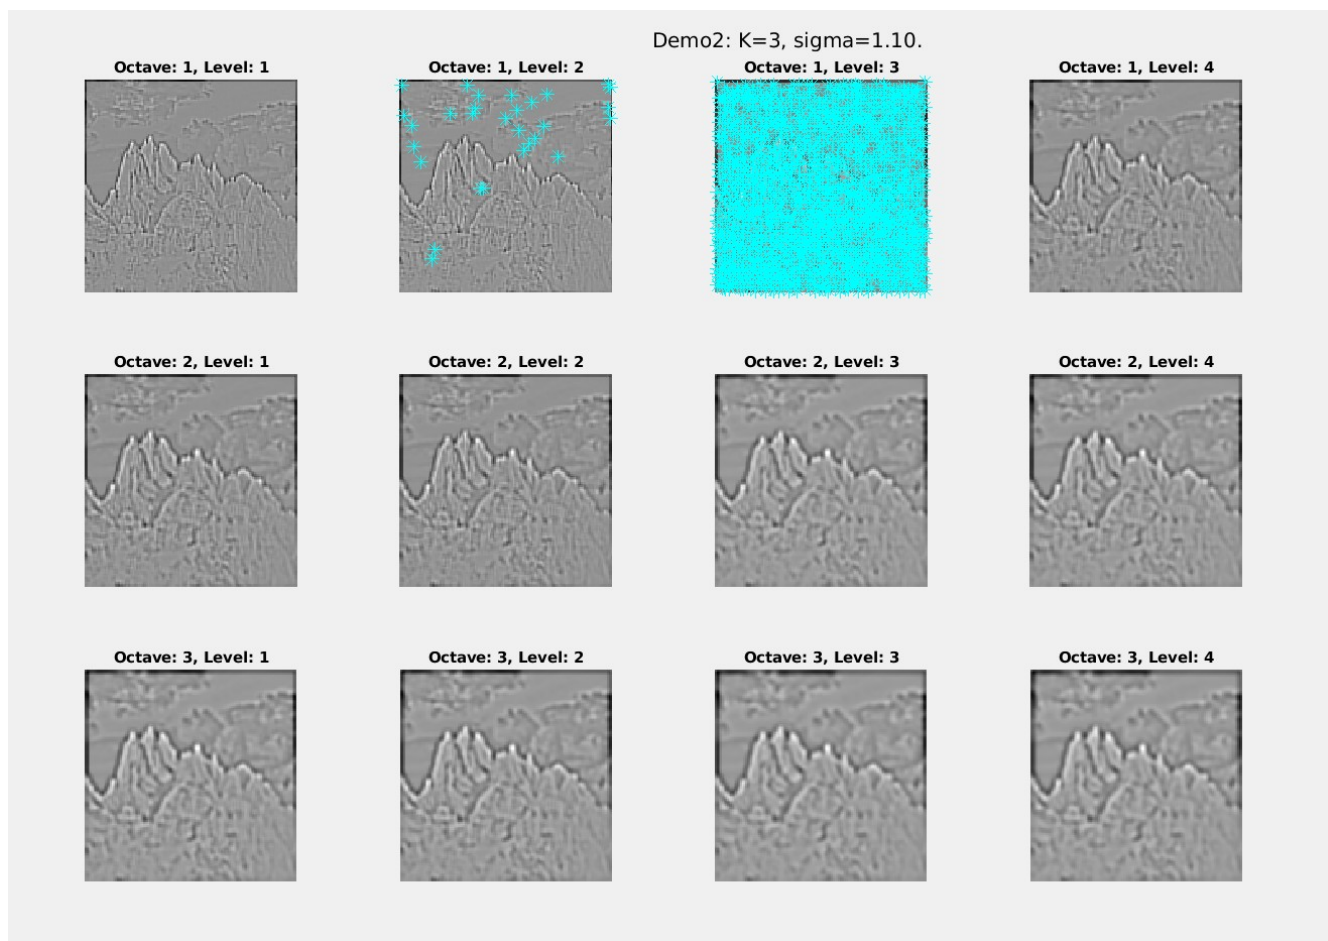 Demo2: K=3, sigma=1.10.
Octave: 1, Level: 1
Octave: 1, Level: 2
Octave: 1, Level: 3
Octave: 1, Level: 4
Octave: 2, Level: 1
Octave: 2, Level: 2
Octave: 2, Level: 3
Octave: 2, Level: 4
Octave: 3, Level: 1
Octave: 3, Level: 2
Octave: 3, Level: 3
Octave: 3, Level: 4